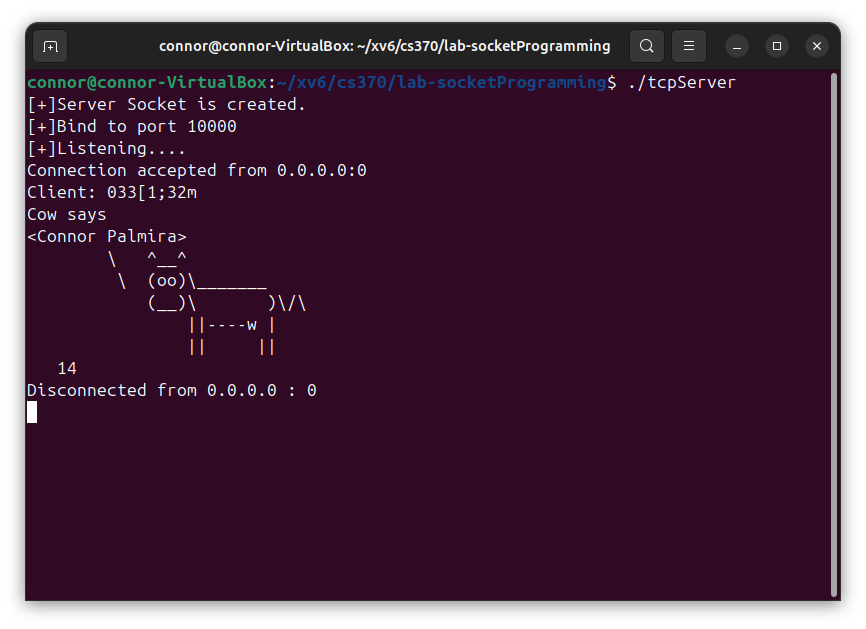 connor@connor-VirtualBox: ~/xv6/cs370/lab-socketProgramming
connor@connor-VirtualBox:~/xv6/cs370/lab-socketProgramming$ ./tcpServer
[+]Server Socket is created.
[+]Bind to port 10000
[+]Listening....
Connection accepted from 0.0.0.0:0
Client: 033[1;32m
Cow says
<Connor Palmira>
        \   ^__^
         \  (oo)\_______
            (__)\       )\/\
                ||----w |
                ||     ||
   14
Disconnected from 0.0.0.0 : 0